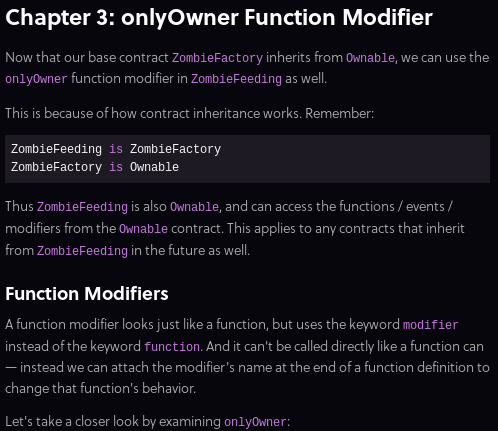 Chapter 3: onlyOwner Function Modifier
Now that our base contract ZombieFactory inherits from Ownable, we can use the
onlyOwner function modifier in ZombieFeeding as well.
This is because of how contract inheritance works. Remember:
ZombieFeeding is ZombieFactory
ZombieFactory is Ownable
Thus ZombieFeeding is also Ownable, and can access the functions / events /
modifiers from the Ownable contract. This applies to any contracts that inherit
from ZombieFeeding in the future as well.
Function Modifiers
A function modifier looks just like a function, but uses the keyword modifier
instead of the keyword function. And it can't be called directly like a function can
— instead we can attach the modifier's name at the end of a function definition to
change that function's behavior.
Let's take a closer look by examining onlyOwner: